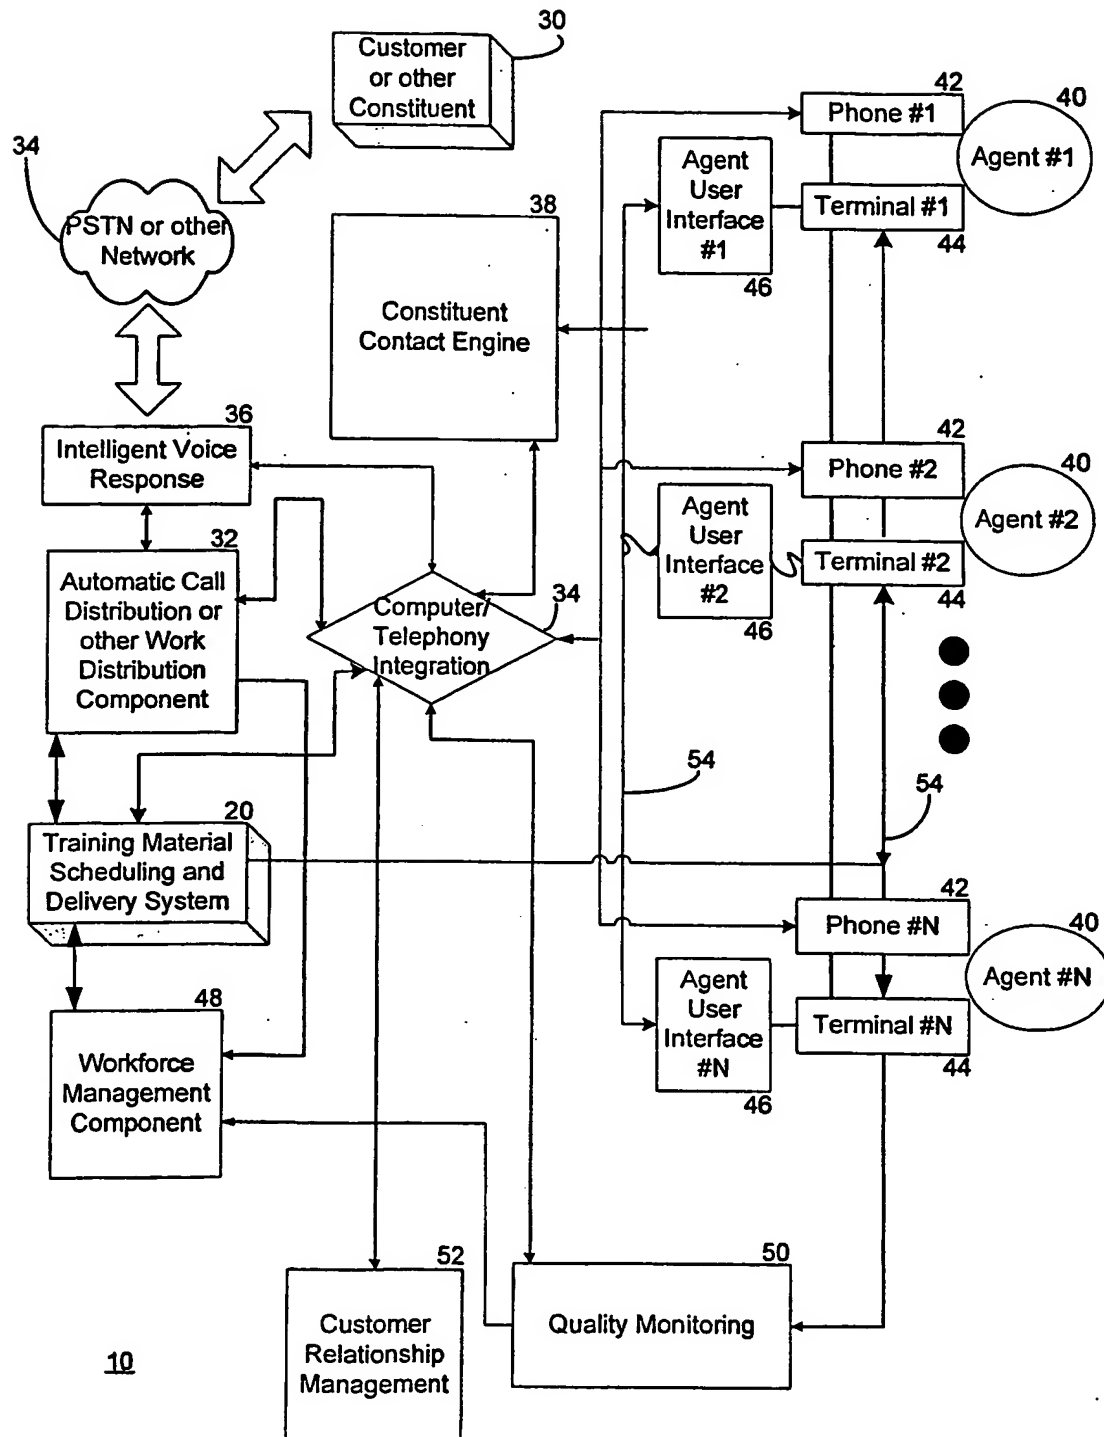 30
Customer
or other
Constituent
34
PSTN or other
Network
38
Constituent
Contact Engine
42
Phone #1
40
Agent #1
Agent
User
Interface
#1
46
Terminal #1
44
36
Intelligent Voice
Response
42
Phone #2
40
Agent #2
Agent
User
Interface
#2
46
Terminal #2
44
32
Automatic Call
Distribution or
other Work
Distribution
Component
Computer/
Telephony
Integration
34
54
54
20
Training Material
Scheduling and
Delivery System
42
Phone #N
40
Agent #N
Agent
User
Interface
#N
46
Terminal #N
44
48
Workforce
Management
Component
52
Customer
Relationship
Management
50
Quality Monitoring
10